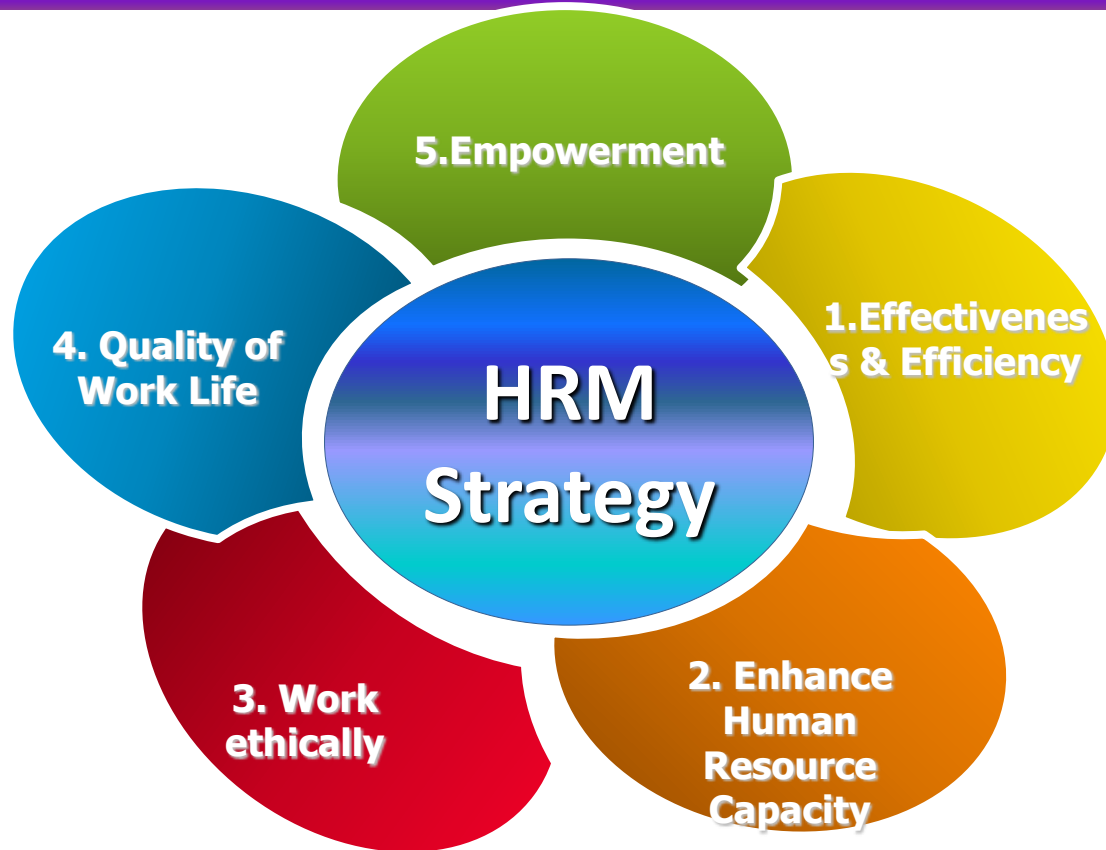 5.Empowerment
1.Effectivenes
s & Efficiency
4. Quality of
Work Life
HRM
Strategy
3. Work
ethically
2. Enhance
Human
Resource
Capacity